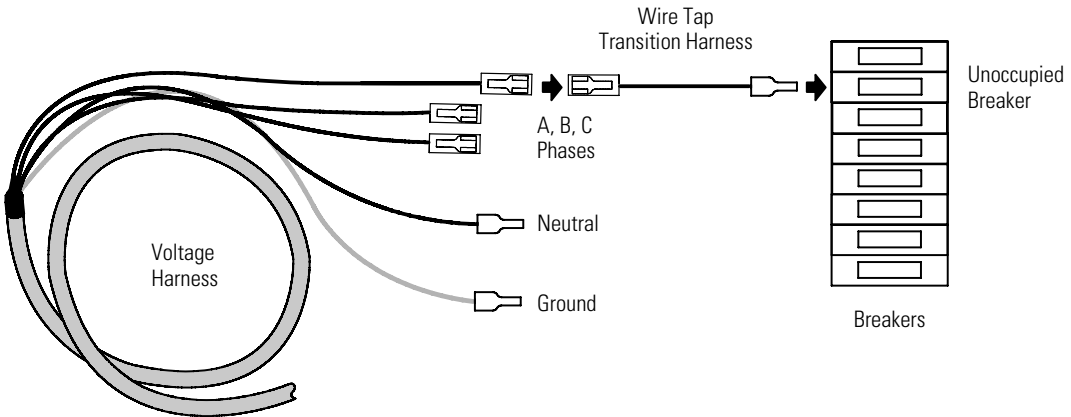 Wire Tap
Transition Harness
Unoccupied
Breaker
A, B, C
Phases
Neutral
Voltage
Harness
Ground
Breakers